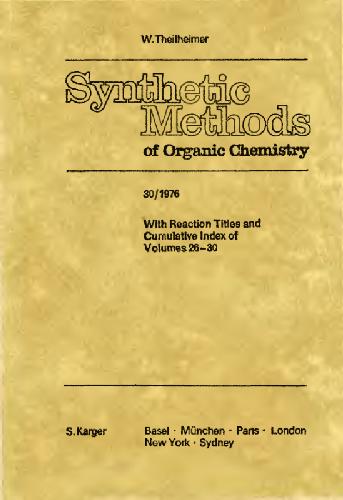 W. Theilheimer
Synthetic
Methods
of Organic Chemistry
30/1976
With Reaction Titles and
Cumulative Index of
Volumes 26–30
S. Karger
Basel · München · Paris · London
New York · Sydney